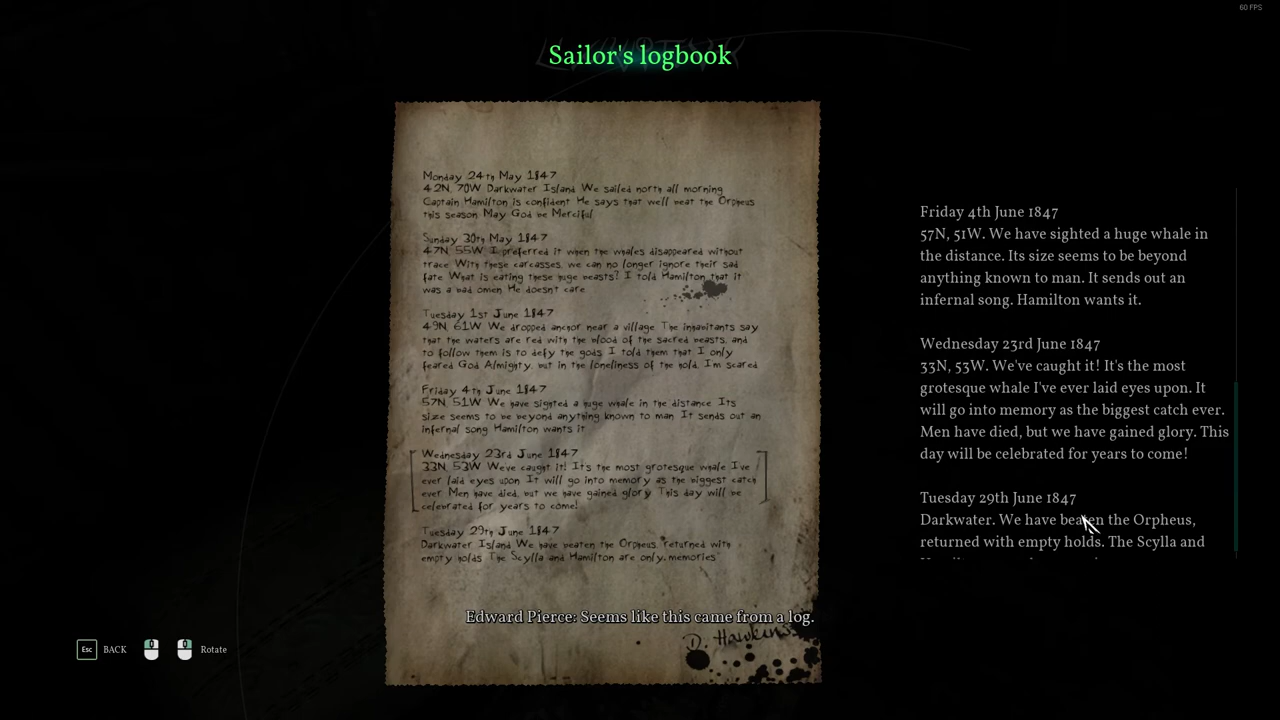 60 FPS
Sailor's logbook
Monday 24th May 1847
42N, 70W Darkwater Island We sailed north all morning
Captain Hamilton is confident He says that well beat the Orpheus
this season May God be Merciful
Sunday 30th May 1847
47N 55W I preferred it when the whales disappeared without
trace With these carcasses, we can no longer ignore their sad
fate What is eating these huge beasts? I told Hamilton that it
was a bad omen He doesnt care
Tuesday 1st June 1847
49N, 61W We dropped anchor near a village The inhabitants say
that the waters are red with the blood of the sacred beasts, and
to follow them is to defy the gods I told them that I only
feared God Almighty, but in the loneliness of the hold, I'm scared
Friday 4th June 1847
57N 51W We have sighted a huge whale in the distance Its
size seems to be beyond anything known to man It sends out an
infernal song Hamilton wants it
Wednesday 23rd June 1847
33N, 53W Weve caught it! Its the most grotesque whale Ive
ever laid eyes upon It will go into memory as the biggest catch
ever Men have died, but we have gained glory This day will be
celebrated for years to come!
Tuesday 29th June 1847
Darkwater Island We have beaten the Orpheus returned with
empty holds The Scylla and Hamilton are only memories
D. Hawkins
Friday 4th June 1847
57N, 51W. We have sighted a huge whale in
the distance. Its size seems to be beyond
anything known to man. It sends out an
infernal song. Hamilton wants it.
Wednesday 23rd June 1847
33N, 53W. We've caught it! It's the most
grotesque whale I've ever laid eyes upon. It
will go into memory as the biggest catch ever.
Men have died, but we have gained glory. This
day will be celebrated for years to come!
Tuesday 29th June 1847
Darkwater. We have beaten the Orpheus,
returned with empty holds. The Scylla and
Edward Pierce: Seems like this came from a log.
Esc BACK Rotate